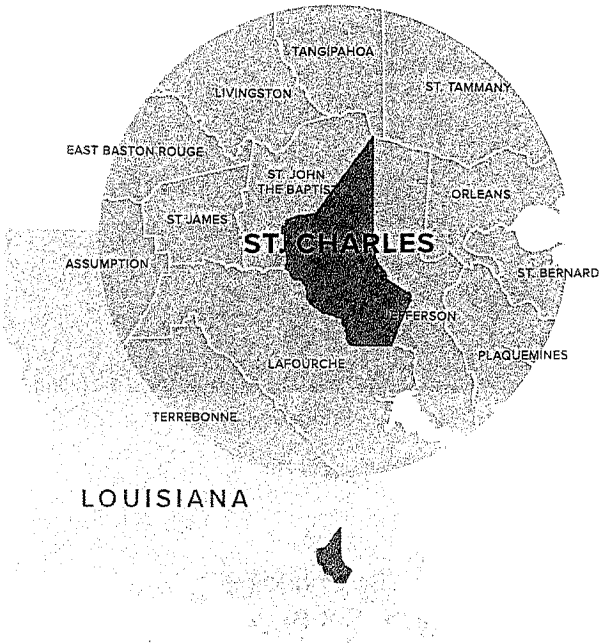 TANGIPAHOA
LIVINGSTON
ST. TAMMANY
EAST BASTON ROUGE
ST. JOHN
THE BAPTIST
ORLEANS
ST JAMES
ST. CHARLES
ASSUMPTION
ST. BERNARD
JEFFERSON
PLAQUEMINES
LAFOURCHE
TERREBONNE
LOUISIANA